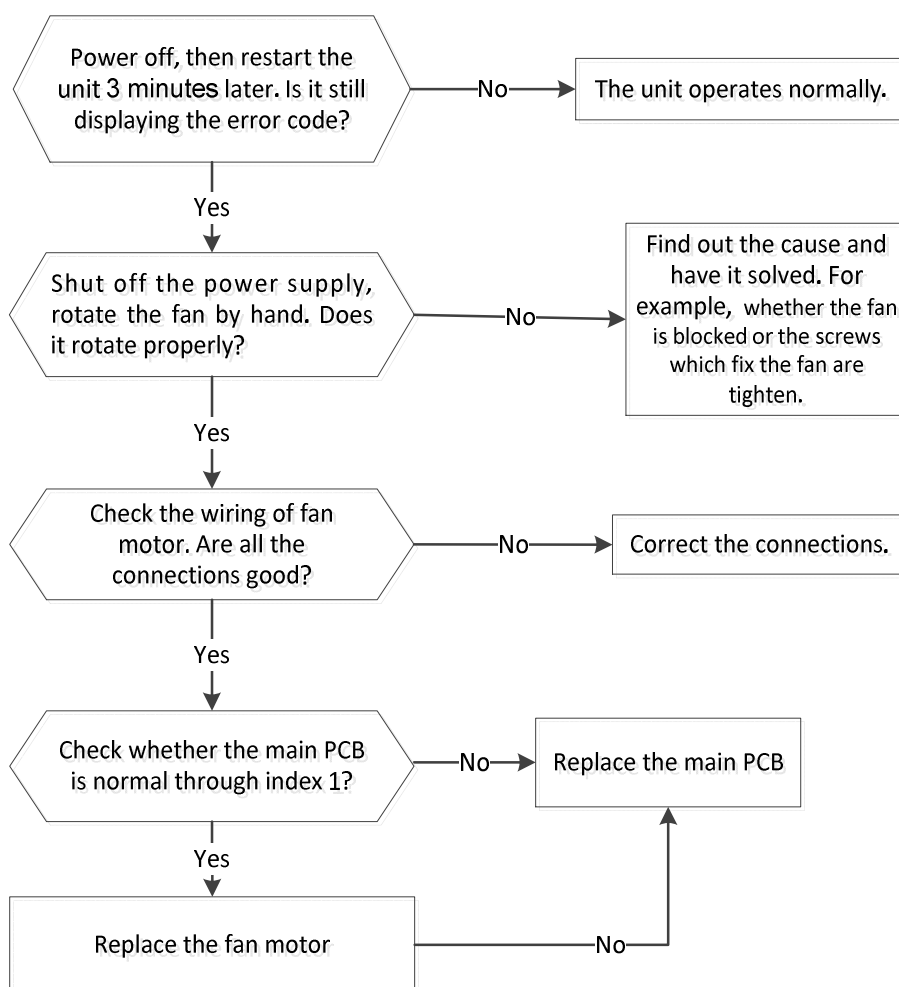 Power off, then restart the
unit 3 minutes later. Is it still
displaying the error code?
No
The unit operates normally.
Yes
Shut off the power supply,
rotate the fan by hand. Does
it rotate properly?
No
Find out the cause and
have it solved. For
example, whether the fan
is blocked or the screws
which fix the fan are
tighten.
Yes
Check the wiring of fan
motor. Are all the
connections good?
No
Correct the connections.
Yes
Check whether the main PCB
is normal through index 1?
No
Replace the main PCB
Yes
Replace the fan motor
No